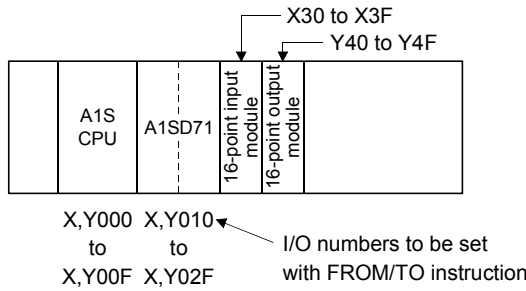 X30 to X3F
Y40 to Y4F
A1S
CPU
A1SD71
16-point input
module
16-point output
module
X,Y000
to
X,Y00F
X,Y010
to
X,Y02F
I/O numbers to be set
with FROM/TO instruction